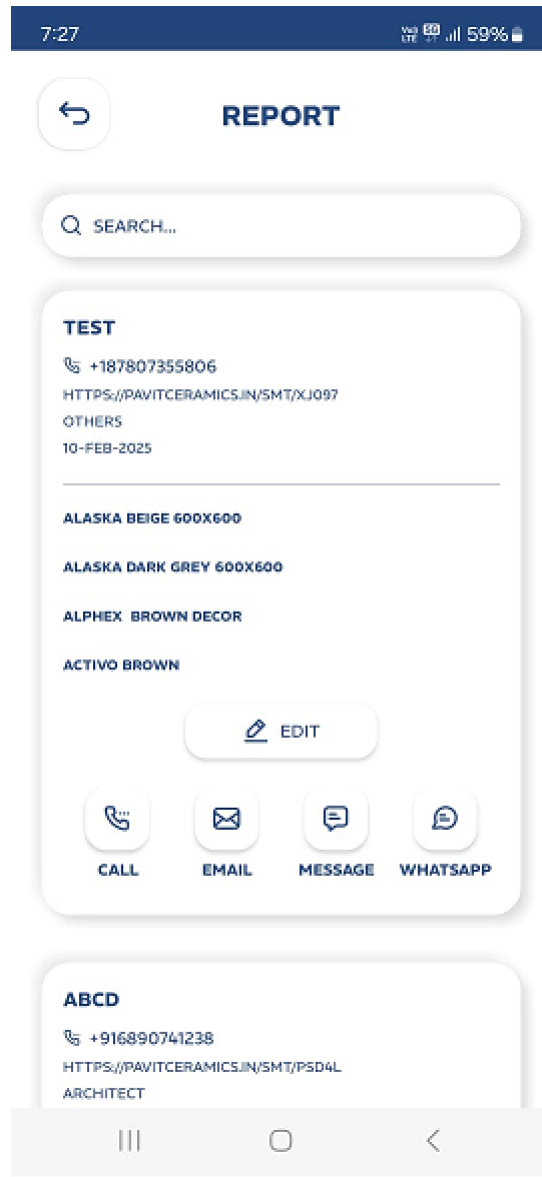 7:27
59%
REPORT
SEARCH...
TEST
+187807355806
HTTPS://PAVITCERAMICS.IN/SMT/XJ097
OTHERS
10-FEB-2025
ALASKA BEIGE 600X600
ALASKA DARK GREY 600X600
ALPHEX BROWN DECOR
ACTIVO BROWN
EDIT
CALL EMAIL MESSAGE WHATSAPP
ABCD
+916890741238
HTTPS://PAVITCERAMICS.IN/SMT/PSD4L
ARCHITECT